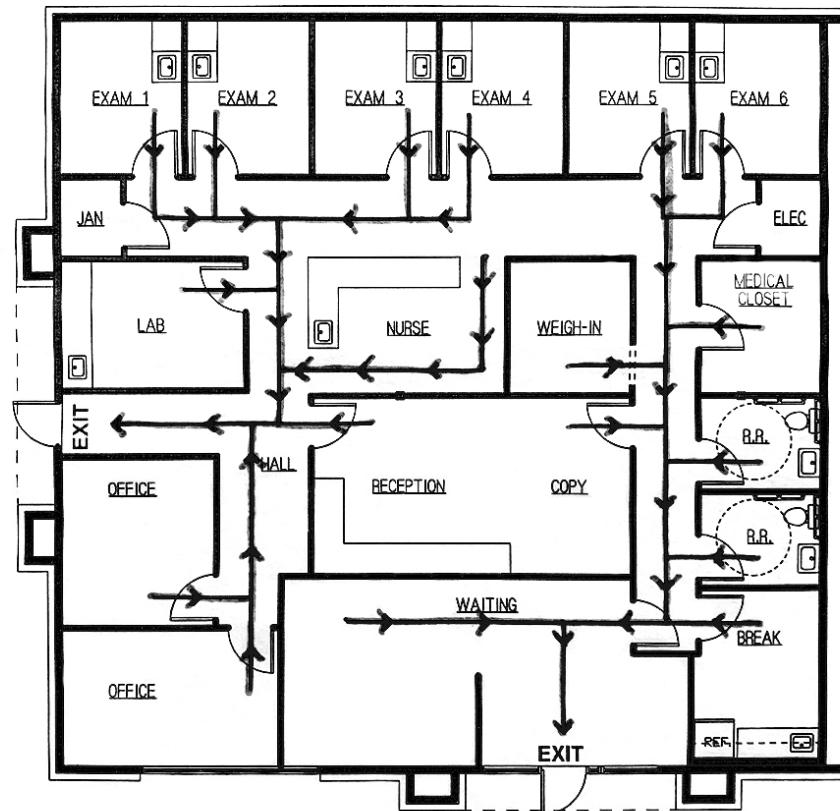 EXAM 1
EXAM 2
EXAM 3
EXAM 4
EXAM 5
EXAM 6
JAN
ELEC
LAB
NURSE
WEIGH-IN
MEDICAL
CLOSET
EXIT
HALL
R.R.
OFFICE
RECEPTION
COPY
R.R.
WAITING
BREAK
OFFICE
REF.
EXIT